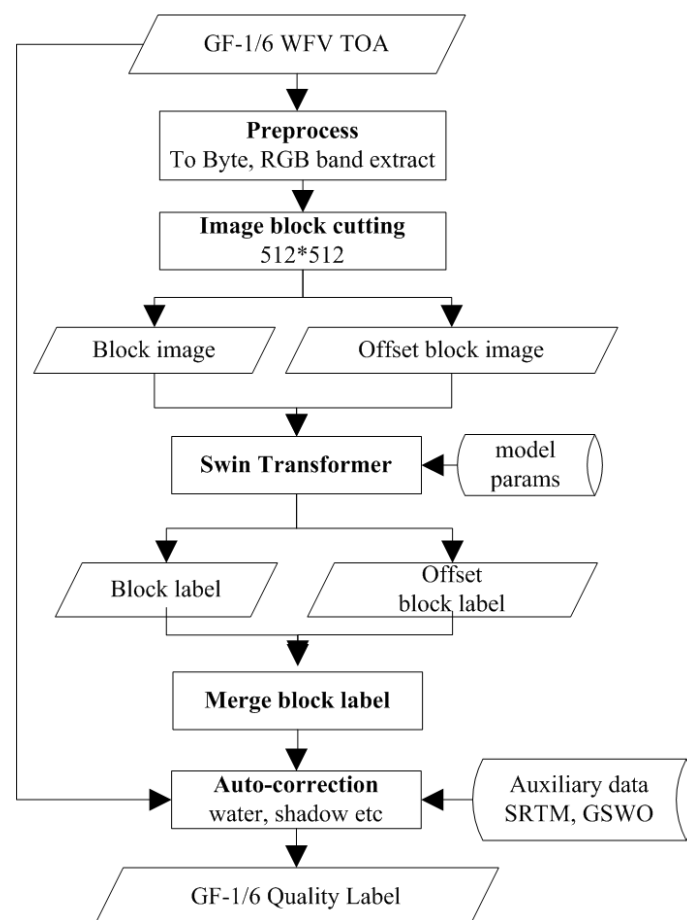 GF-1/6 WFV TOA
Preprocess
To Byte, RGB band extract
Image block cutting
512*512
Block image
Offset block image
Swin Transformer
model
params
Block label
Offset
block label
Merge block label
Auto-correction
water, shadow etc
Auxiliary data
SRTM, GSWO
GF-1/6 Quality Label